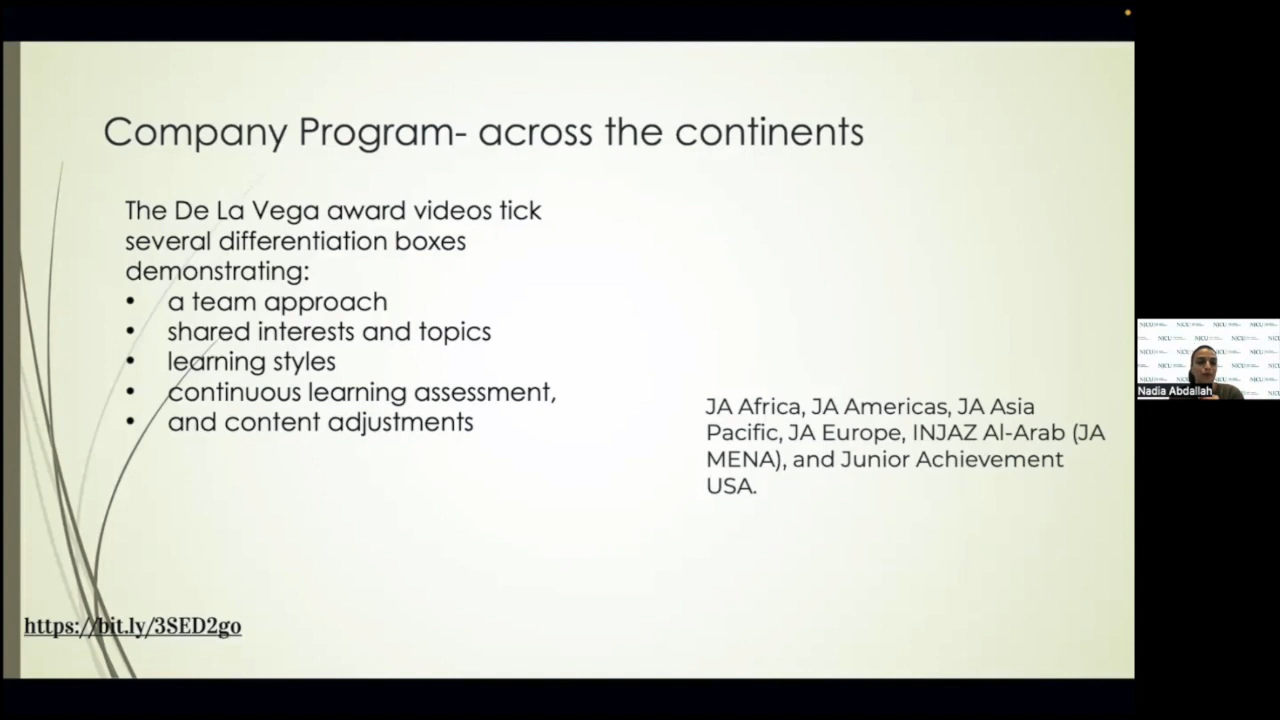 Company Program- across the continents
The De La Vega award videos tick
several differentiation boxes
demonstrating:
• a team approach
• shared interests and topics
• learning styles
• continuous learning assessment,
• and content adjustments
JA Africa, JA Americas, JA Asia
Pacific, JA Europe, INJAZ Al-Arab (JA
MENA), and Junior Achievement
USA.
https://bit.ly/3SED2go
Nadia Abdallah